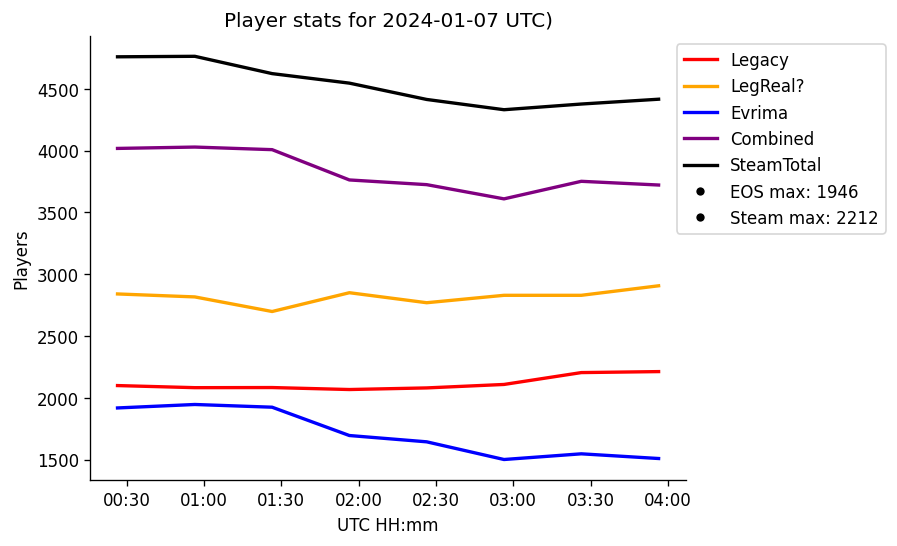 Player stats for 2024-01-07 UTC)
Legacy
LegReal?
Evrima
Combined
SteamTotal
EOS max: 1946
Steam max: 2212
Players
4500
4000
3500
3000
2500
2000
1500
00:30 01:00 01:30 02:00 02:30 03:00 03:30 04:00
UTC HH:mm